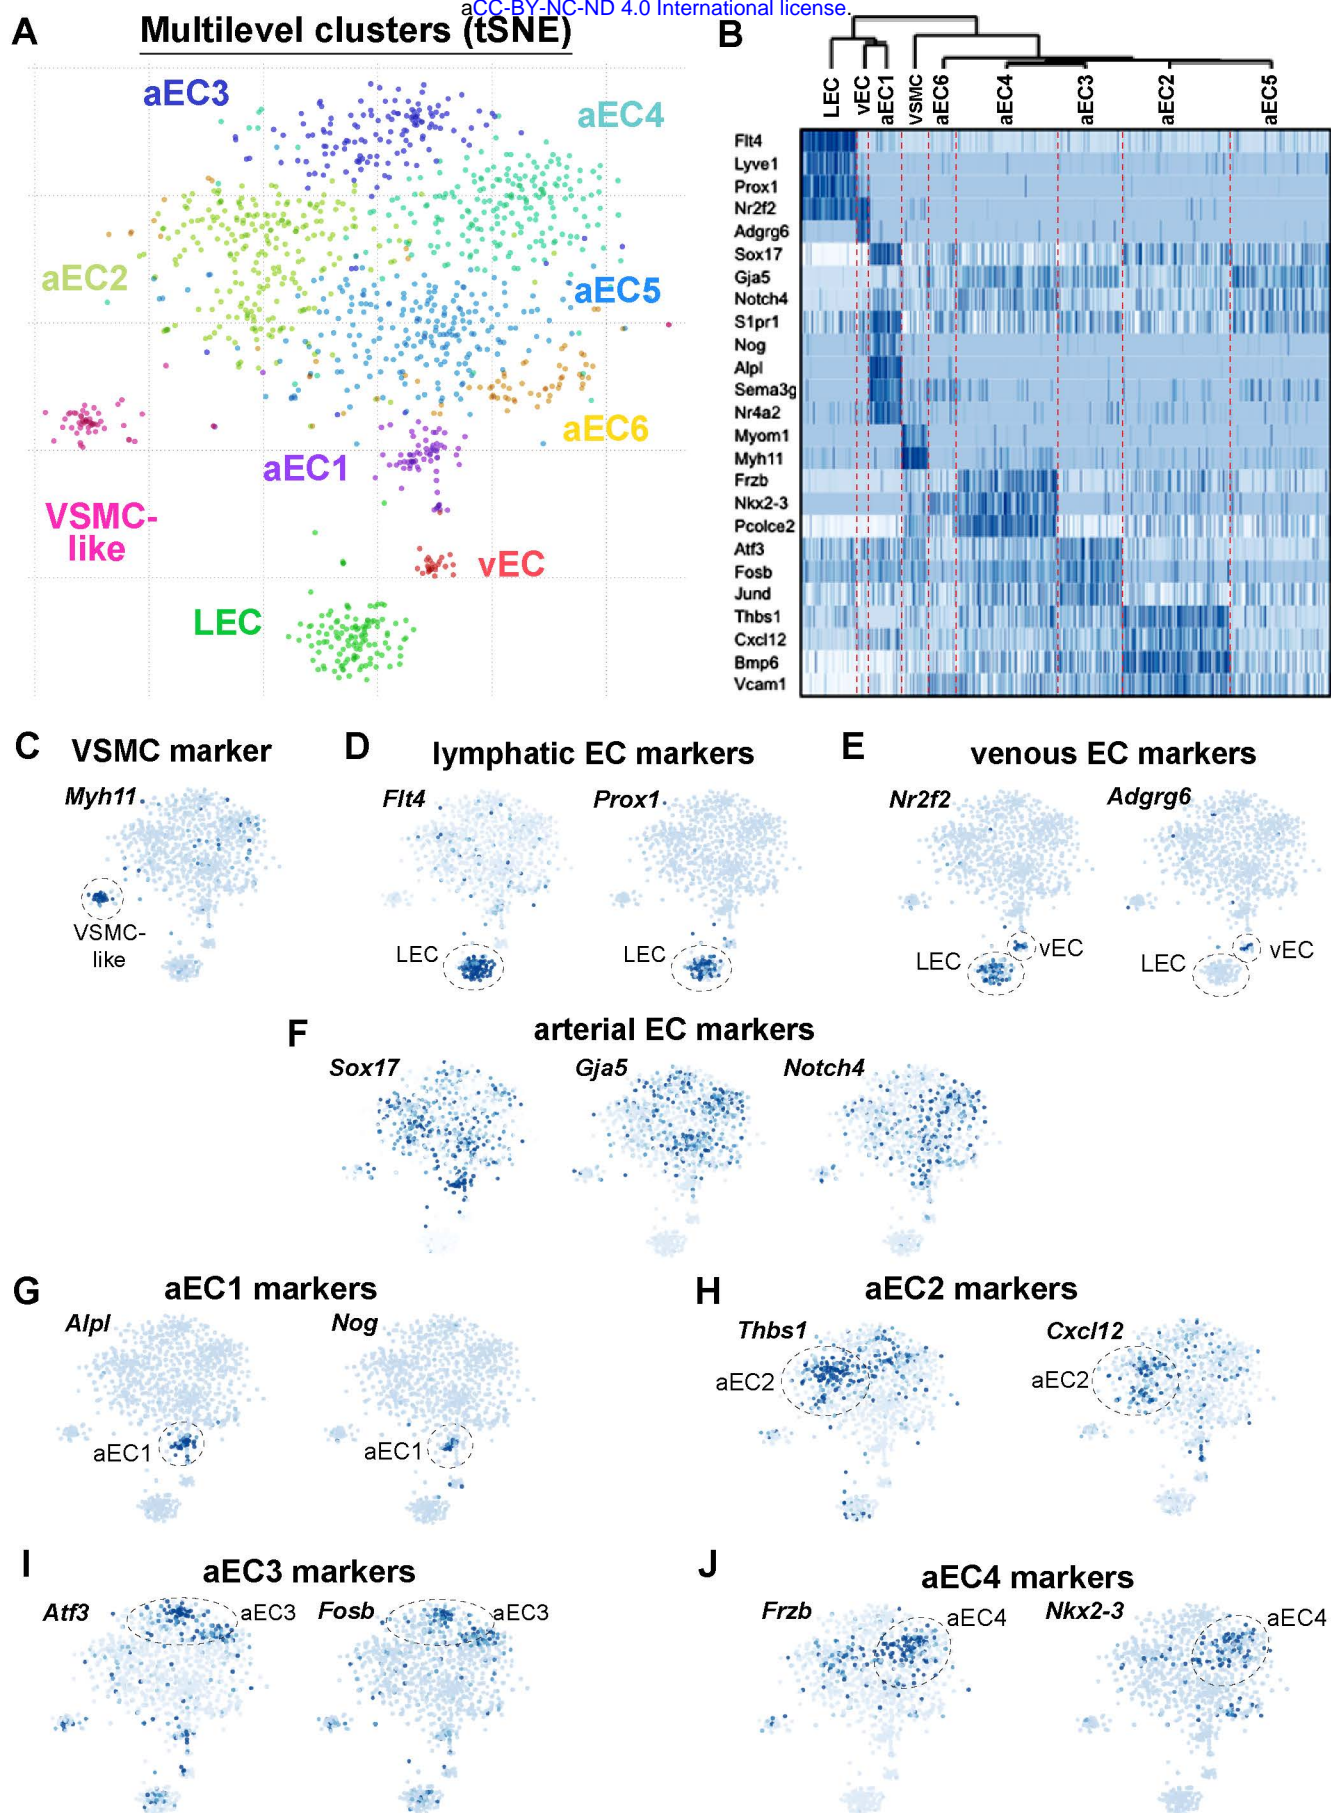 aCC-BY-NC-ND 4.0 International license.
A
Multilevel clusters (tSNE)
aEC3
aEC4
aEC2
aEC5
aEC6
aEC1
VSMC-
like
vEC
LEC
B
LEC
vEC
aEC1
VSMC
aEC6
aEC4
aEC3
aEC2
aEC5
Flt4
Lyve1
Prox1
Nr2f2
Adgrg6
Sox17
Gja5
Notch4
S1pr1
Nog
Alpl
Sema3g
Nr4a2
Myom1
Myh11
Frzb
Nkx2-3
Pcolce2
Atf3
Fosb
Jund
Thbs1
Cxcl12
Bmp6
Vcam1
C
VSMC marker
Myh11
VSMC-
like
D
lymphatic EC markers
Flt4
Prox1
LEC
LEC
E
venous EC markers
Nr2f2
Adgrg6
LEC
vEC
LEC
vEC
F
arterial EC markers
Sox17
Gja5
Notch4
G
aEC1 markers
Alpl
Nog
aEC1
aEC1
H
aEC2 markers
Thbs1
Cxcl12
aEC2
aEC2
I
aEC3 markers
Atf3
aEC3
Fosb
aEC3
J
aEC4 markers
Frzb
aEC4
Nkx2-3
aEC4